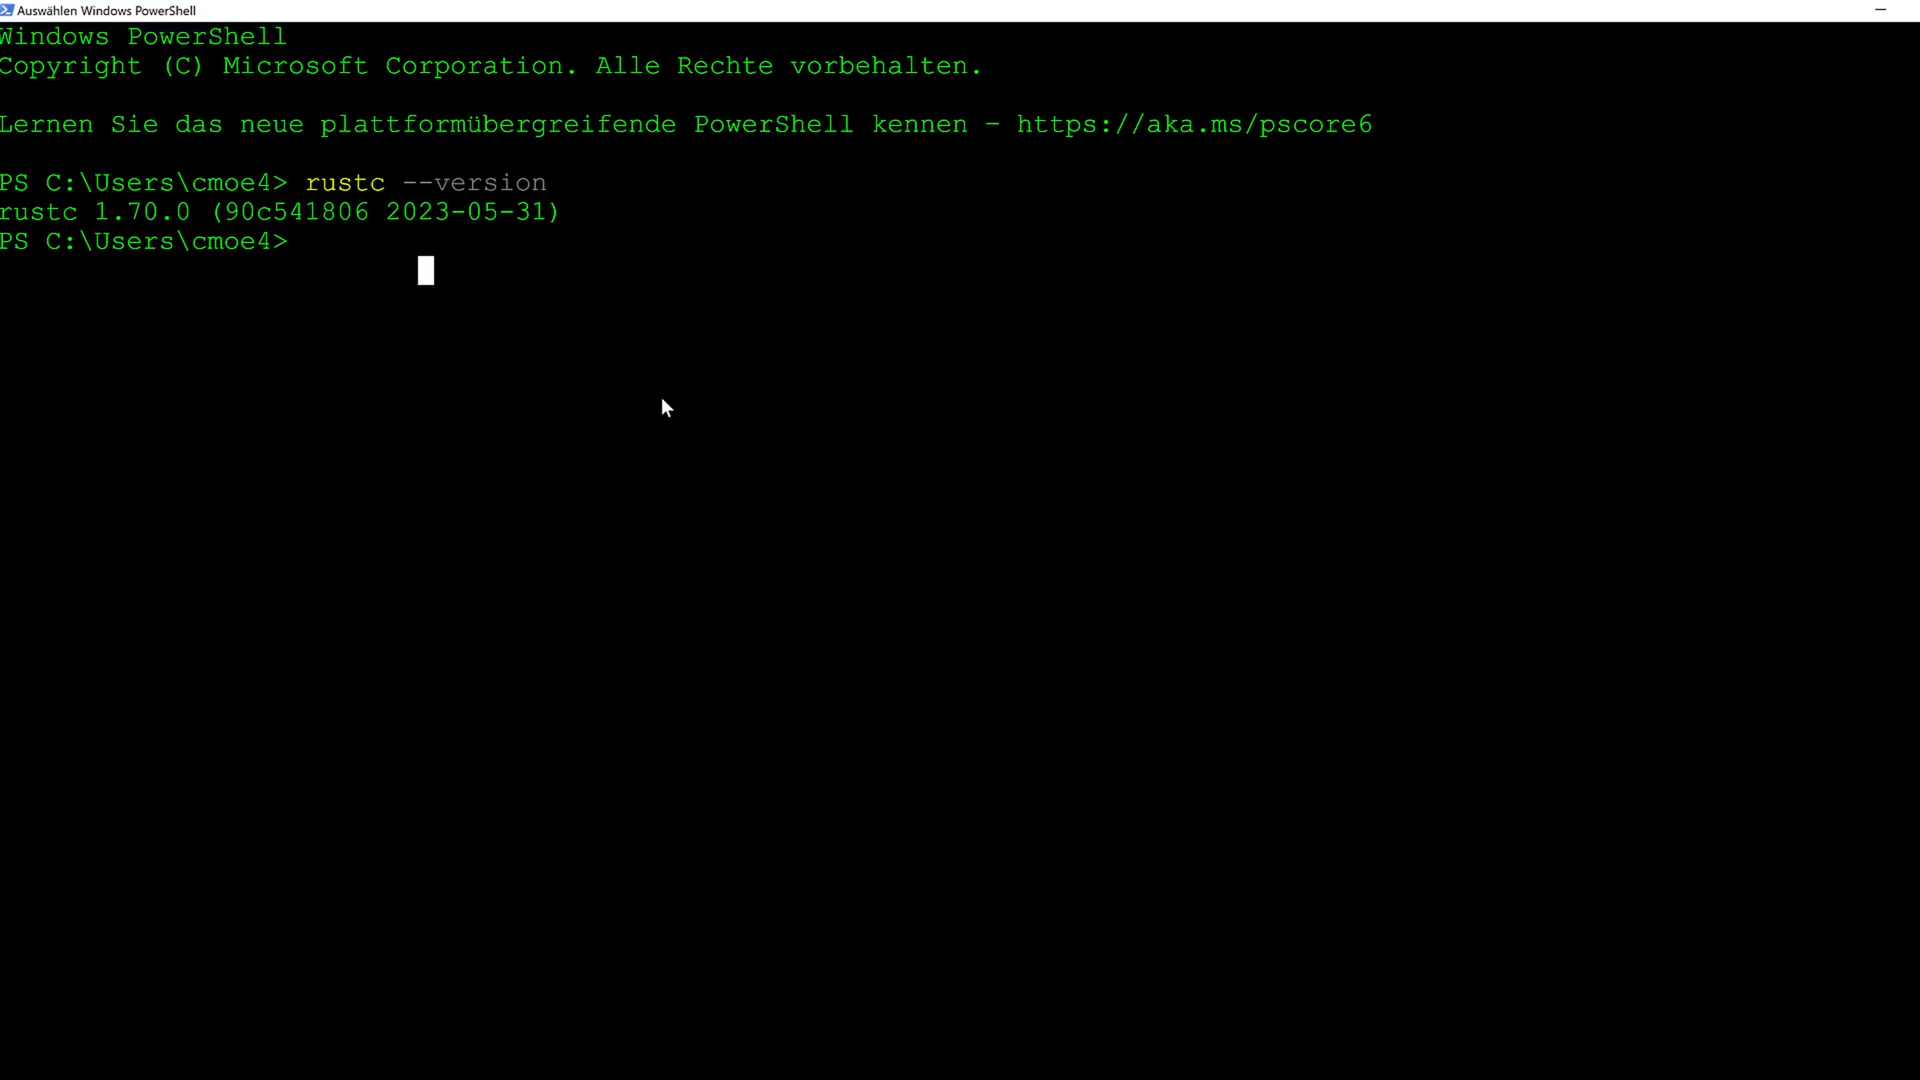 Auswählen Windows PowerShell
Windows PowerShell
Copyright (C) Microsoft Corporation. Alle Rechte vorbehalten.
Lernen Sie das neue plattformübergreifende PowerShell kennen – https://aka.ms/pscore6
PS C:\Users\cmoe4> rustc --version
rustc 1.70.0 (90c541806 2023-05-31)
PS C:\Users\cmoe4>